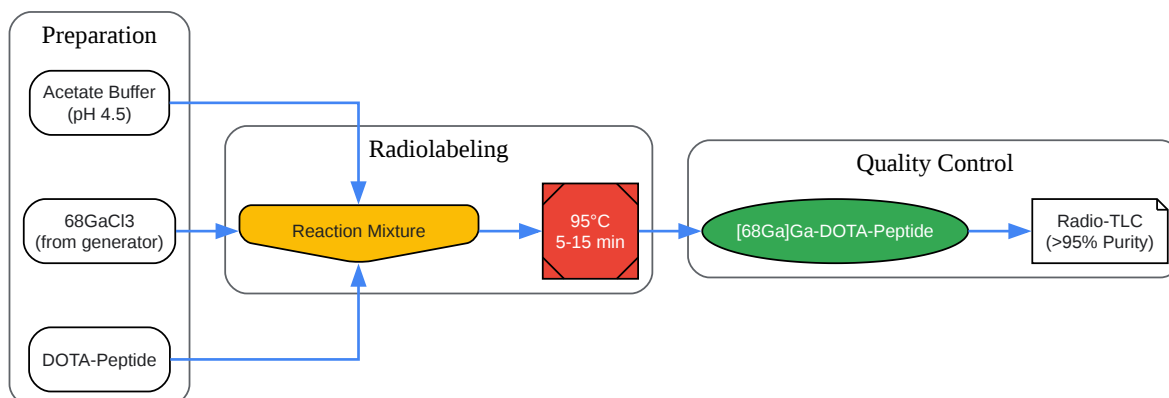 Preparation
Acetate Buffer
(pH 4.5)
68GaCl3
(from generator)
DOTA-Peptide
Radiolabeling
Reaction Mixture
95°C
5-15 min
Quality Control
[68Ga]Ga-DOTA-Peptide
Radio-TLC
(>95% Purity)